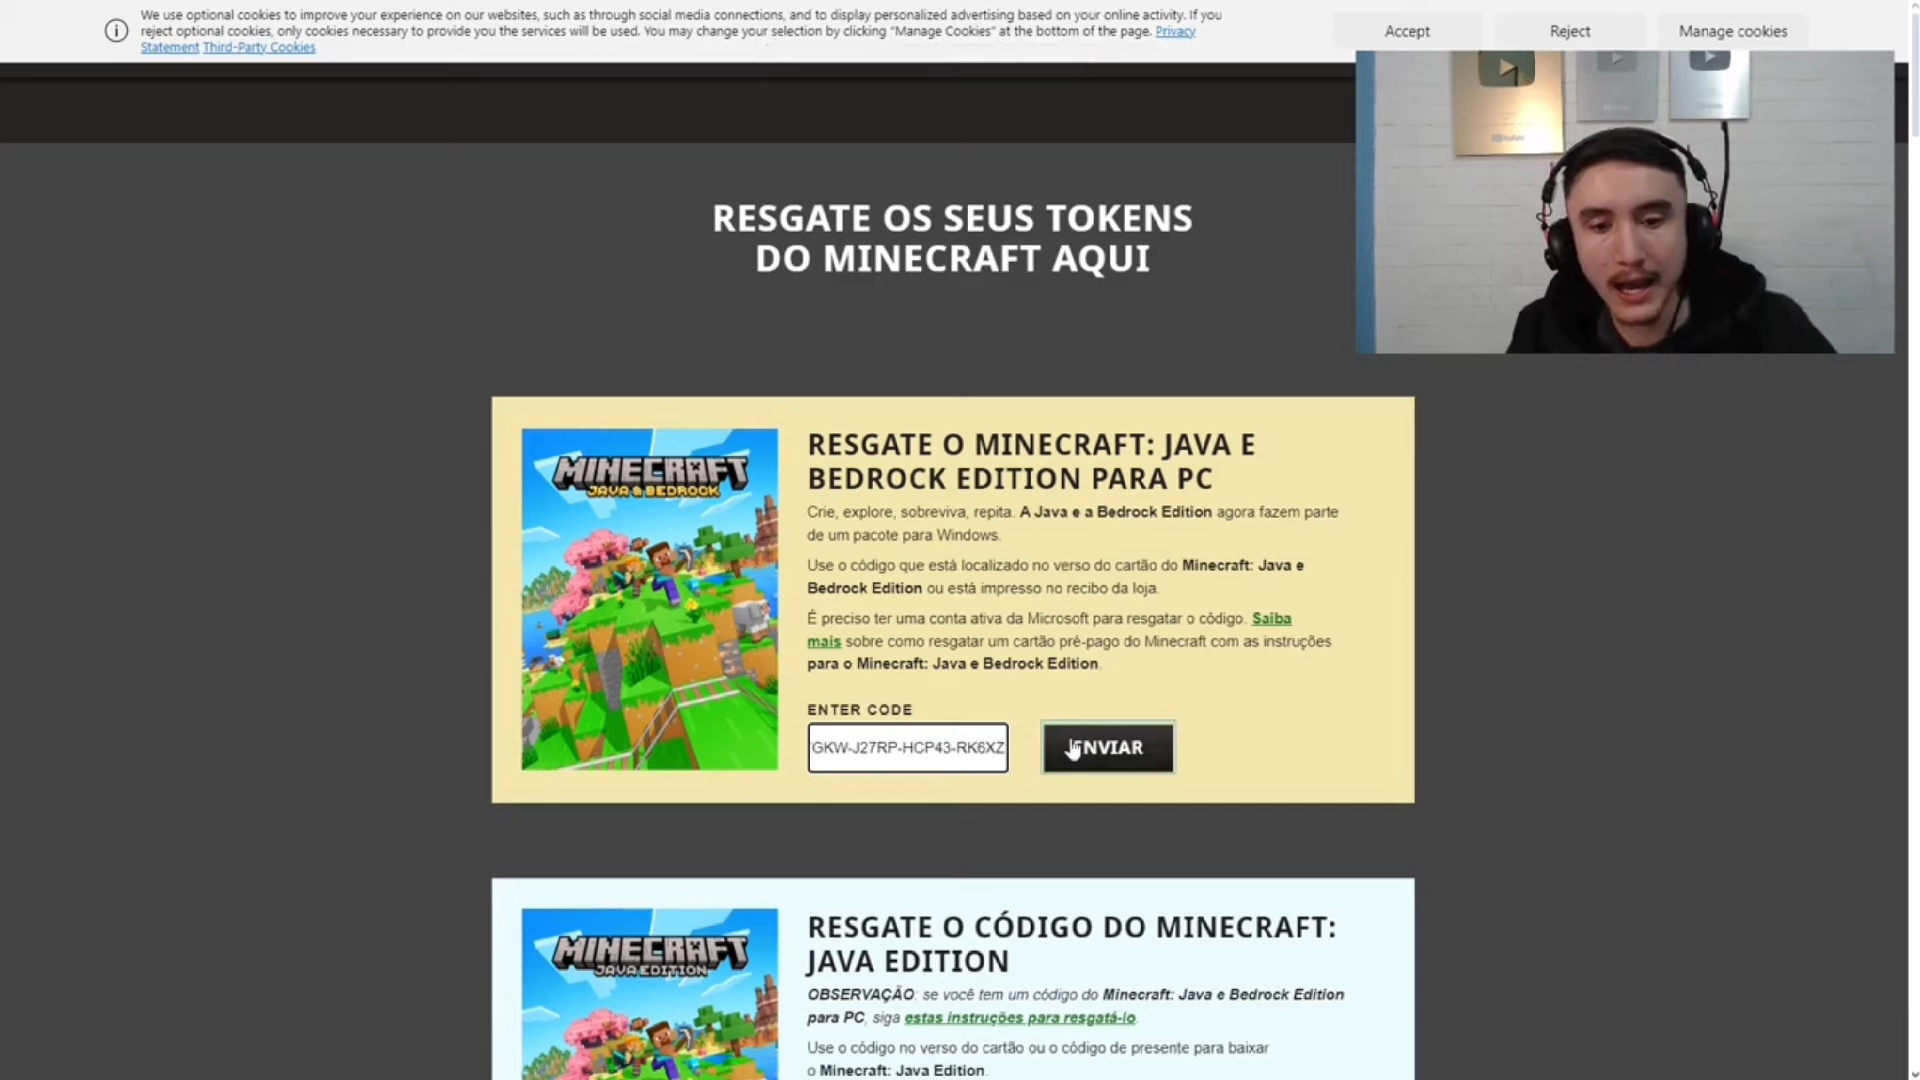 We use optional cookies to improve your experience on our websites, such as through social media connections, and to display personalized advertising based on your online activity. If you
reject optional cookies, only cookies necessary to provide you the services will be used. You may change your selection by clicking "Manage Cookies" at the bottom of the page. Privacy
Statement Third-Party Cookies
Accept
Reject
Manage cookies
RESGATE OS SEUS TOKENS
DO MINECRAFT AQUI
MINECRAFT
JAVA & BEDROCK
RESGATE O MINECRAFT: JAVA E
BEDROCK EDITION PARA PC
Crie, explore, sobreviva, repita. A Java e a Bedrock Edition agora fazem parte
de um pacote para Windows.
Use o código que está localizado no verso do cartão do Minecraft: Java e
Bedrock Edition ou está impresso no recibo da loja.
É preciso ter uma conta ativa da Microsoft para resgatar o código. Saiba
mais sobre como resgatar um cartão pré-pago do Minecraft com as instruções
para o Minecraft: Java e Bedrock Edition.
ENTER CODE
GKW-J27RP-HCP43-RK6XZ
ENVIAR
MINECRAFT
JAVA EDITION
RESGATE O CÓDIGO DO MINECRAFT:
JAVA EDITION
OBSERVAÇÃO: se você tem um código do Minecraft: Java e Bedrock Edition
para PC, siga estas instruções para resgatá-lo.
Use o código no verso do cartão ou o código de presente para baixar
o Minecraft: Java Edition.